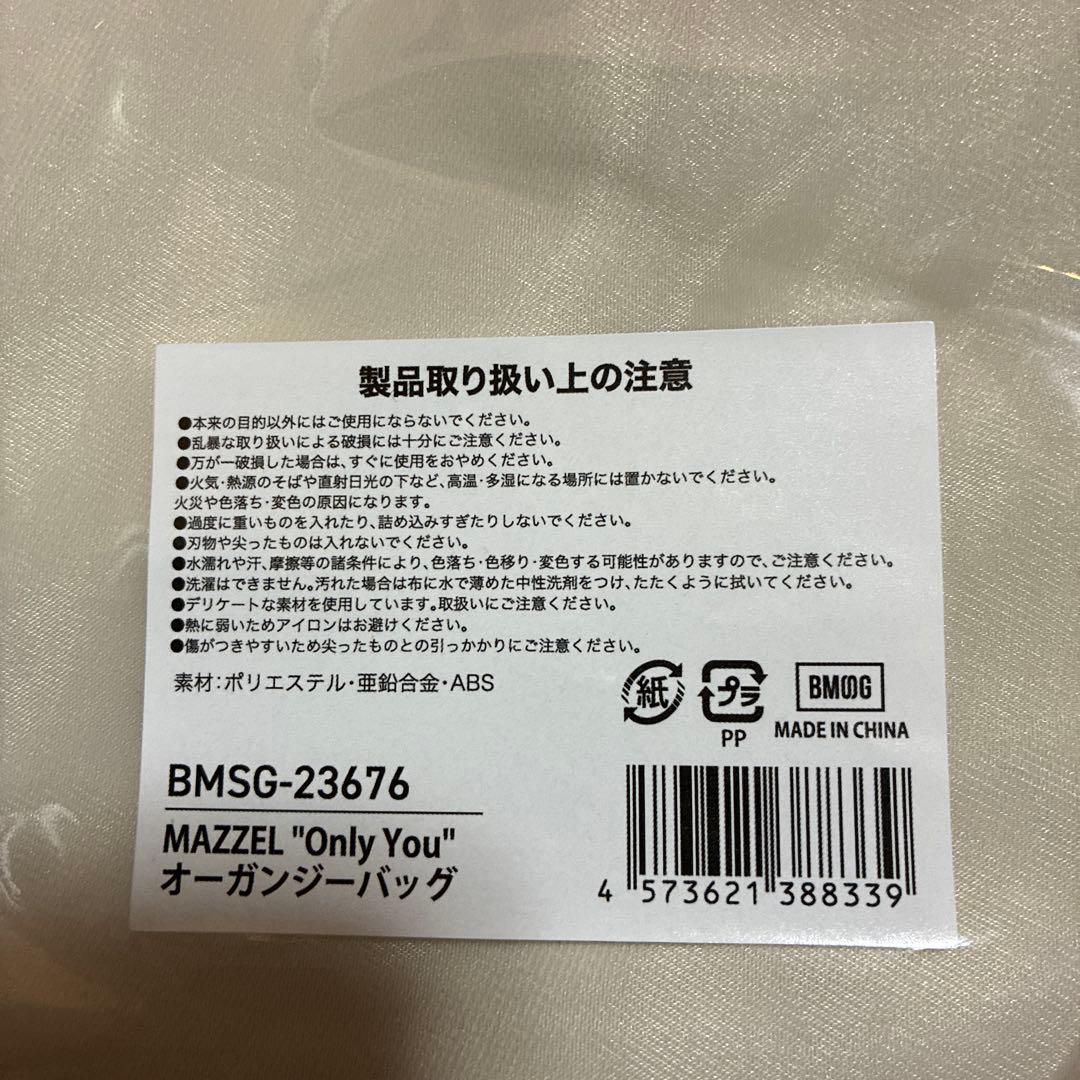 製品取り扱い上の注意
●本来の目的以外にはご使用にならないでください。
●乱暴な取り扱いによる破損には十分にご注意ください。
●万が一破損した場合は、すぐに使用をおやめください。
●火気・熱源のそばや直射日光の下など、高温・多湿になる場所には置かないでください。
火災や色落ち・変色の原因になります。
●過度に重いものを入れたり、詰め込みすぎたりしないでください。
●刃物や尖ったものは入れないでください。
●水濡れや汗、摩擦等の諸条件により、色落ち・色移り・変色する可能性がありますので、ご注意ください。
●洗濯はできません。汚れた場合は布に水で薄めた中性洗剤をつけ、たたくように拭いてください。
●デリケートな素材を使用しています。取扱いにご注意ください。
●熱に弱いためアイロンはお避けください。
●傷がつきやすいため尖ったものとの引っかかりにご注意ください。
素材：ポリエステル・亜鉛合金・ABS
紙 プラ BMSG
PP MADE IN CHINA
BMSG-23676
MAZZEL "Only You"
オーガンジーバッグ
4 573621 388339